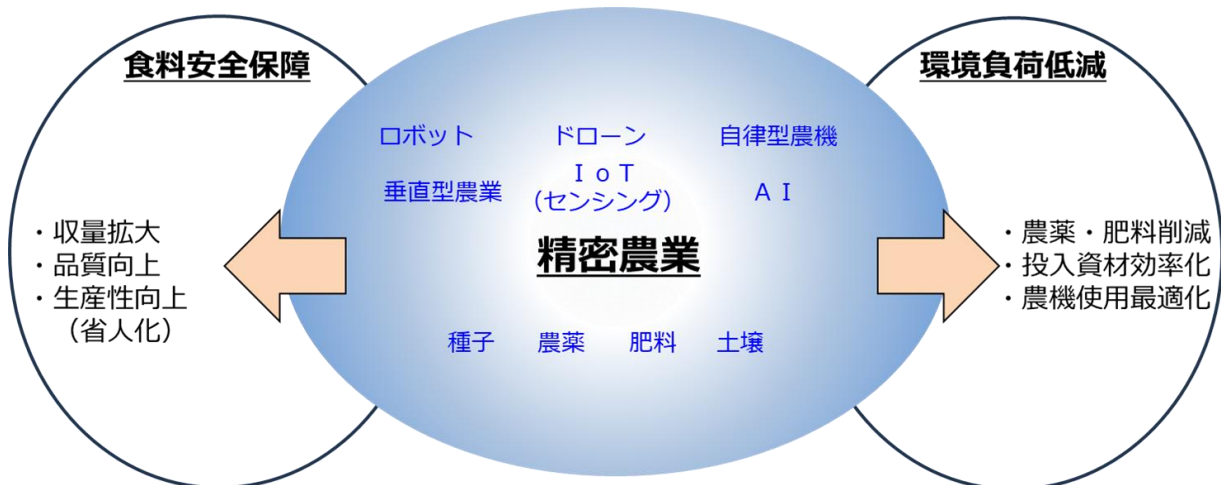 食料安全保障
・収量拡大
・品質向上
・生産性向上
（省人化）
ロボット ドローン 自律型農機
垂直型農業 ＩｏＴ ＡＩ
（センシング）
精密農業
種子 農薬 肥料 土壌
環境負荷低減
・農薬・肥料削減
・投入資材効率化
・農機使用最適化